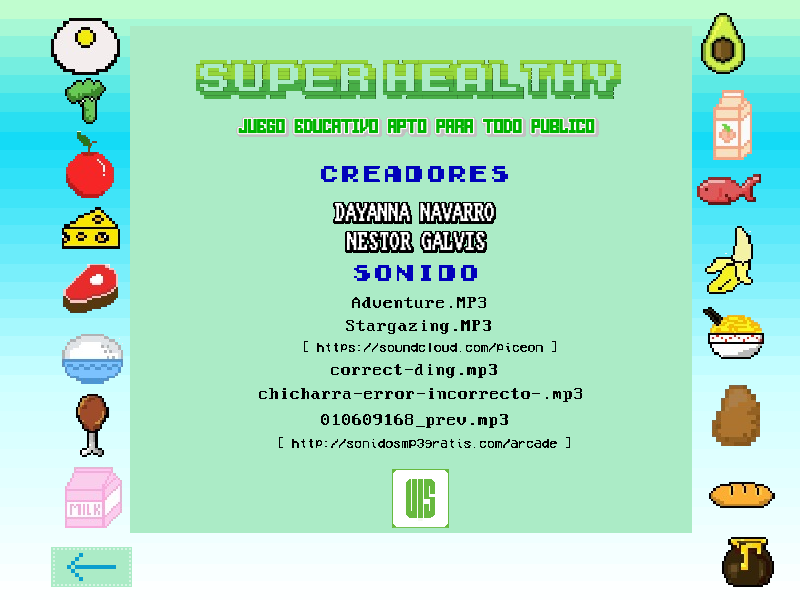 SUPER HEALTHY
JUEGO EDUCATIVO APTO PARA TODO PUBLICO
CREADORES
DAYANNA NAVARRO
NESTOR GALVIS
SONIDO
Adventure.MP3
Stargazing.MP3
[ https://soundcloud.com/piceon ]
correct-ding.mp3
chicharra-error-incorrecto-.mp3
010609168_prev.mp3
[ http://sonidosmp3gratis.com/arcade ]
MILK
UIS